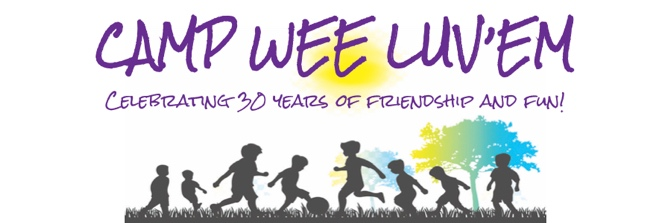 CAMP WEE LUV'EM
CELEBRATING 30 YEARS OF FRIENDSHIP AND FUN!